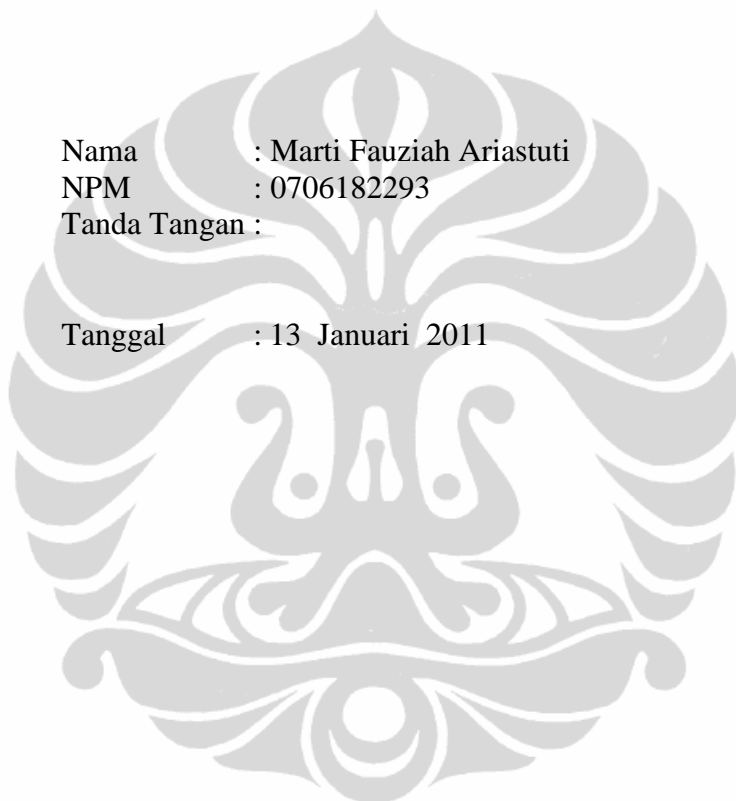 Nama : Marti Fauziah Ariastuti
NPM : 0706182293
Tanda Tangan :
Tanggal : 13 Januari 2011